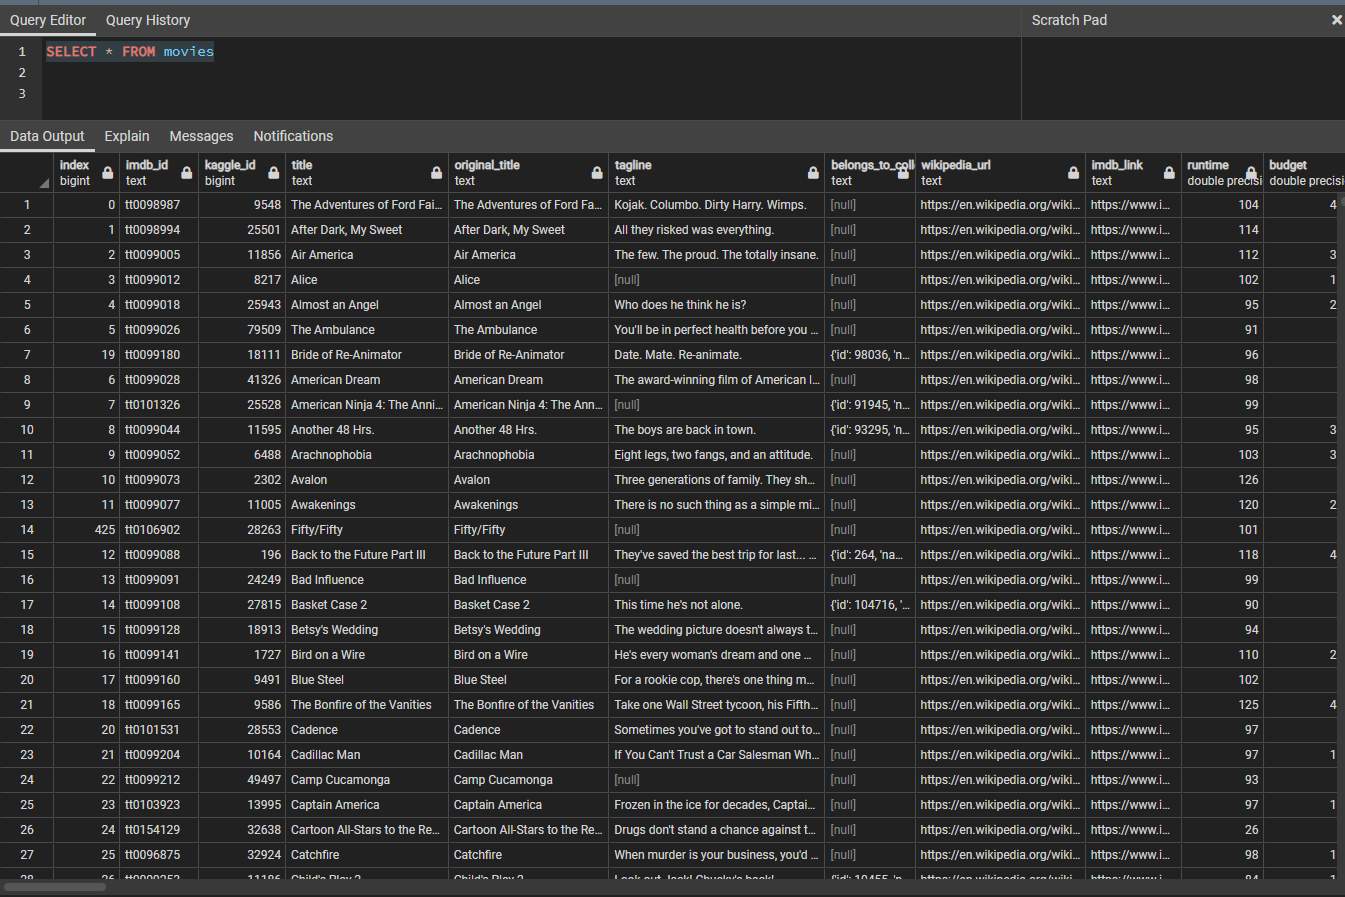 Query Editor Query History Scratch Pad
1 SELECT * FROM movies
2
3
Data Output Explain Messages Notifications
index imdb_id kaggle_id title original_title tagline belongs_to_coll wikipedia_url imdb_link runtime budget
bigint text bigint text text text text text text double precisi double precisi
1 0 tt0098987 9548 The Adventures of Ford Fai... The Adventures of Ford Fa... Kojak. Columbo. Dirty Harry. Wimps. [null] https://en.wikipedia.org/wiki... https://www.i... 104 4
2 1 tt0098994 25501 After Dark, My Sweet After Dark, My Sweet All they risked was everything. [null] https://en.wikipedia.org/wiki... https://www.i... 114
3 2 tt0099005 11856 Air America Air America The few. The proud. The totally insane. [null] https://en.wikipedia.org/wiki... https://www.i... 112 3
4 3 tt0099012 8217 Alice Alice [null] [null] https://en.wikipedia.org/wiki... https://www.i... 102 1
5 4 tt0099018 25943 Almost an Angel Almost an Angel Who does he think he is? [null] https://en.wikipedia.org/wiki... https://www.i... 95 2
6 5 tt0099026 79509 The Ambulance The Ambulance You'll be in perfect health before you ... [null] https://en.wikipedia.org/wiki... https://www.i... 91
7 19 tt0099180 18111 Bride of Re-Animator Bride of Re-Animator Date. Mate. Re-animate. {'id': 98036, 'n... https://en.wikipedia.org/wiki... https://www.i... 96
8 6 tt0099028 41326 American Dream American Dream The award-winning film of American l... [null] https://en.wikipedia.org/wiki... https://www.i... 98
9 7 tt0101326 25528 American Ninja 4: The Anni... American Ninja 4: The Ann... [null] {'id': 91945, 'n... https://en.wikipedia.org/wiki... https://www.i... 99
10 8 tt0099044 11595 Another 48 Hrs. Another 48 Hrs. The boys are back in town. {'id': 93295, 'n... https://en.wikipedia.org/wiki... https://www.i... 95 3
11 9 tt0099052 6488 Arachnophobia Arachnophobia Eight legs, two fangs, and an attitude. [null] https://en.wikipedia.org/wiki... https://www.i... 103 3
12 10 tt0099073 2302 Avalon Avalon Three generations of family. They sh... [null] https://en.wikipedia.org/wiki... https://www.i... 126
13 11 tt0099077 11005 Awakenings Awakenings There is no such thing as a simple mi... [null] https://en.wikipedia.org/wiki... https://www.i... 120 2
14 425 tt0106902 28263 Fifty/Fifty Fifty/Fifty [null] [null] https://en.wikipedia.org/wiki... https://www.i... 101
15 12 tt0099088 196 Back to the Future Part III Back to the Future Part III They've saved the best trip for last... ... {'id': 264, 'na... https://en.wikipedia.org/wiki... https://www.i... 118 4
16 13 tt0099091 24249 Bad Influence Bad Influence [null] [null] https://en.wikipedia.org/wiki... https://www.i... 99
17 14 tt0099108 27815 Basket Case 2 Basket Case 2 This time he's not alone. {'id': 104716, '... https://en.wikipedia.org/wiki... https://www.i... 90
18 15 tt0099128 18913 Betsy's Wedding Betsy's Wedding The wedding picture doesn't always t... [null] https://en.wikipedia.org/wiki... https://www.i... 94
19 16 tt0099141 1727 Bird on a Wire Bird on a Wire He's every woman's dream and one ... [null] https://en.wikipedia.org/wiki... https://www.i... 110 2
20 17 tt0099160 9491 Blue Steel Blue Steel For a rookie cop, there's one thing m... [null] https://en.wikipedia.org/wiki... https://www.i... 102
21 18 tt0099165 9586 The Bonfire of the Vanities The Bonfire of the Vanities Take one Wall Street tycoon, his Fifth... [null] https://en.wikipedia.org/wiki... https://www.i... 125 4
22 20 tt0101531 28553 Cadence Cadence Sometimes you've got to stand out to... [null] https://en.wikipedia.org/wiki... https://www.i... 97
23 21 tt0099204 10164 Cadillac Man Cadillac Man If You Can't Trust a Car Salesman Wh... [null] https://en.wikipedia.org/wiki... https://www.i... 97 1
24 22 tt0099212 49497 Camp Cucamonga Camp Cucamonga [null] [null] https://en.wikipedia.org/wiki... https://www.i... 93
25 23 tt0103923 13995 Captain America Captain America Frozen in the ice for decades, Captai... [null] https://en.wikipedia.org/wiki... https://www.i... 97 1
26 24 tt0154129 32638 Cartoon All-Stars to the Re... Cartoon All-Stars to the Re... Drugs don't stand a chance against t... [null] https://en.wikipedia.org/wiki... https://www.i... 26
27 25 tt0096875 32924 Catchfire Catchfire When murder is your business, you'd ... [null] https://en.wikipedia.org/wiki... https://www.i... 98 1